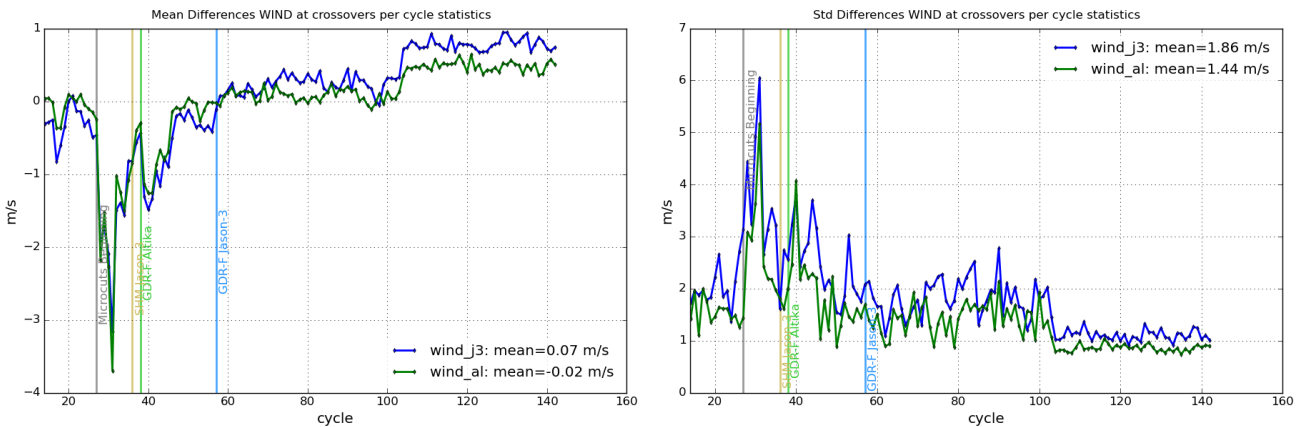 Mean Differences WIND at crossovers per cycle statistics
1
0
−1
−2
−3
−4
m/s
20
40
60
80
100
120
140
160
cycle
Microcuts Beginning
SHM Jason-3
GDR-F Altika
GDR-F Jason-3
wind_j3: mean=0.07 m/s
wind_al: mean=-0.02 m/s
Std Differences WIND at crossovers per cycle statistics
7
6
5
4
3
2
1
0
m/s
20
40
60
80
100
120
140
160
cycle
Microcuts Beginning
SHM Jason-3
GDR-F Altika
GDR-F Jason-3
wind_j3: mean=1.86 m/s
wind_al: mean=1.44 m/s